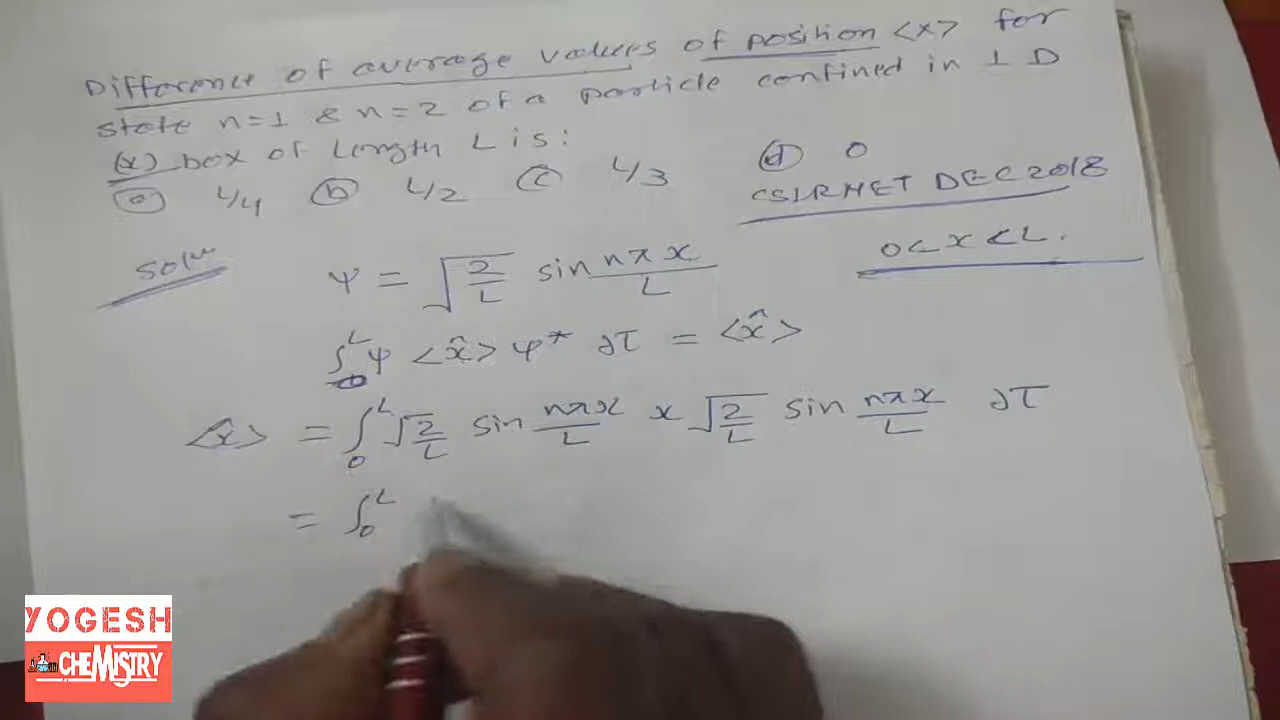 Difference of average values of position <x> for
state n=1 & n=2 of a particle confined in 1 D
(x) box of Length L is:
(a) L/4 (b) L/2 (c) L/3 (d) 0
CSIR NET DEC 2018
Soln
0<x<L.
ψ = √2/L sin nπx/L
∫₀ᴸ ψ <x̂> ψ* ∂τ = <x̂>
<x̂> = ∫₀ᴸ √2/L sin nπx/L x √2/L sin nπx/L ∂τ
= ∫₀ᴸ
YOGESH
CHEMISTRY